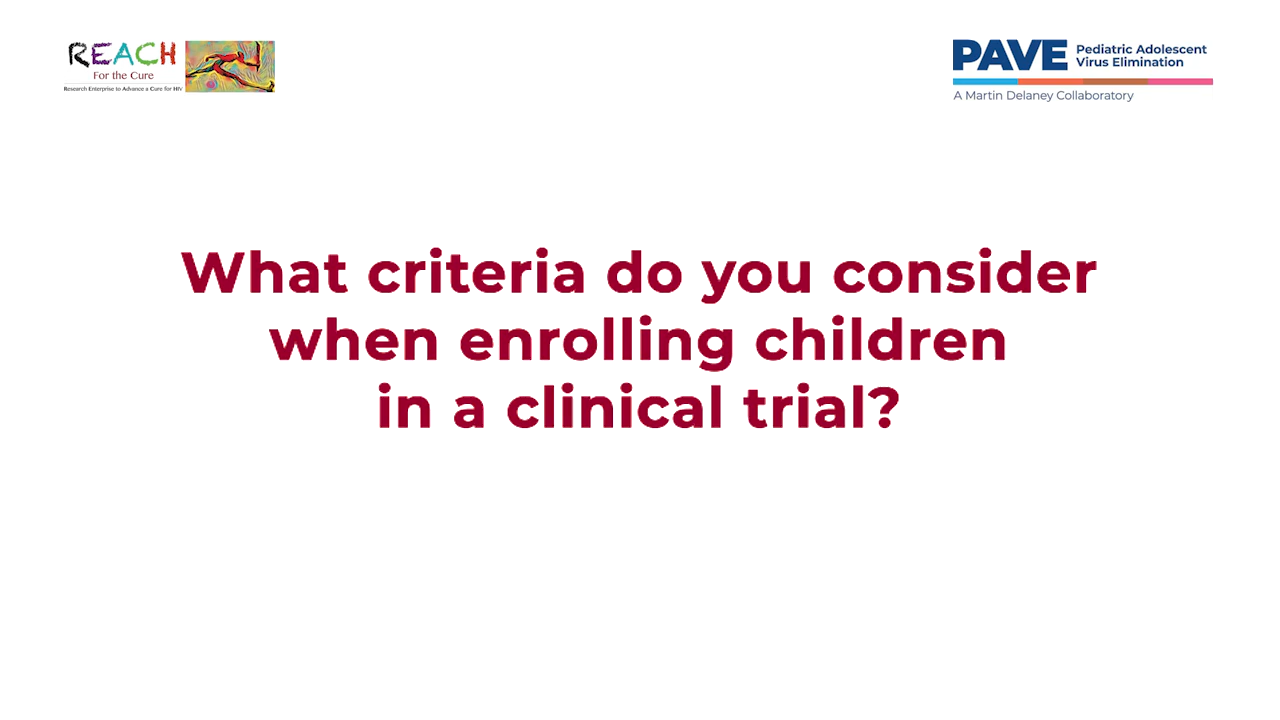 REACH
For the Cure
Research Enterprise to Advance a Cure for HIV
PAVE
Pediatric Adolescent
Virus Elimination
A Martin Delaney Collaboratory
What criteria do you consider
when enrolling children
in a clinical trial?